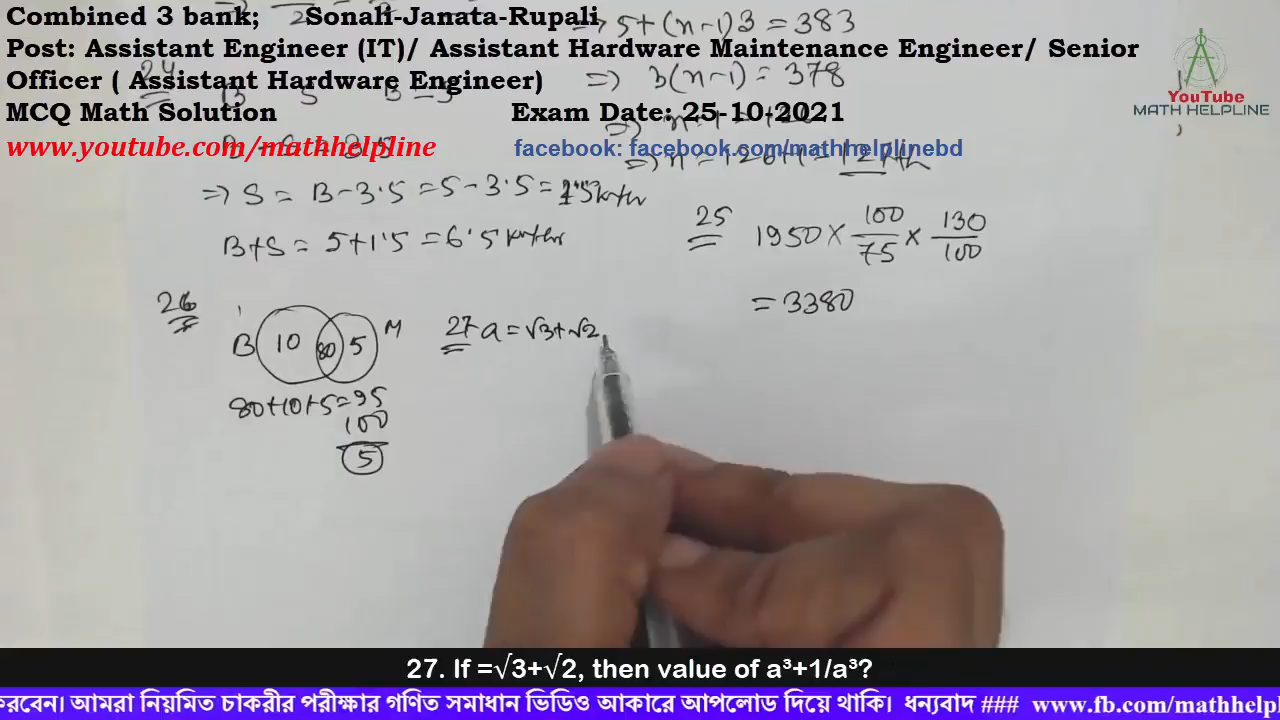 Combined 3 bank; Sonali-Janata-Rupali
⇒ 5+(n-1)3 = 383
Post: Assistant Engineer (IT)/ Assistant Hardware Maintenance Engineer/ Senior
Officer ( Assistant Hardware Engineer)
24
⇒ 3(n-1) = 378
YouTube
MATH HELPLINE
MCQ Math Solution Exam Date: 25-10-2021
www.youtube.com/mathhelpline facebook: facebook.com/mathhelplinebd
⇒ S = B-3.5 = 5-3.5 = 1.5 km/hr
B+S = 5+1.5 = 6.5 km/hr
25 1950 × 100/75 × 130/100
= 3380
26
B 10 80 5 M
80+10+5=95
100
5
27 a = √3+√2
27. If =√3+√2, then value of a³+1/a³?
করবেন। আমরা নিয়মিত চাকরীর পরীক্ষার গণিত সমাধান ভিডিও আকারে আপলোড দিয়ে থাকি। ধন্যবাদ ### www.fb.com/mathhelpl